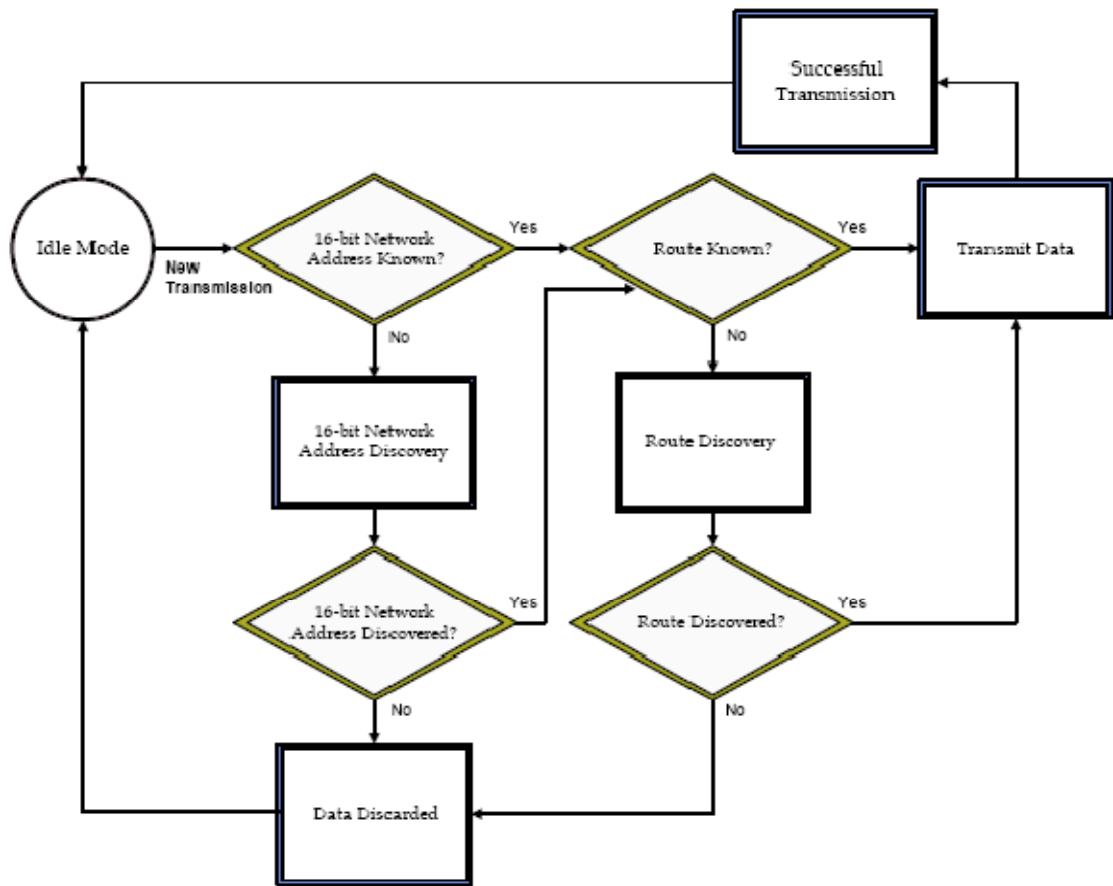 Successful
Transmission
Idle Mode
New
Transmission
16-bit Network
Address Known?
Yes
Route Known?
Yes
Transmit Data
No
No
16-bit Network
Address Discovery
Route Discovery
16-bit Network
Address Discovered?
Yes
Route Discovered?
Yes
No
No
Data Discarded